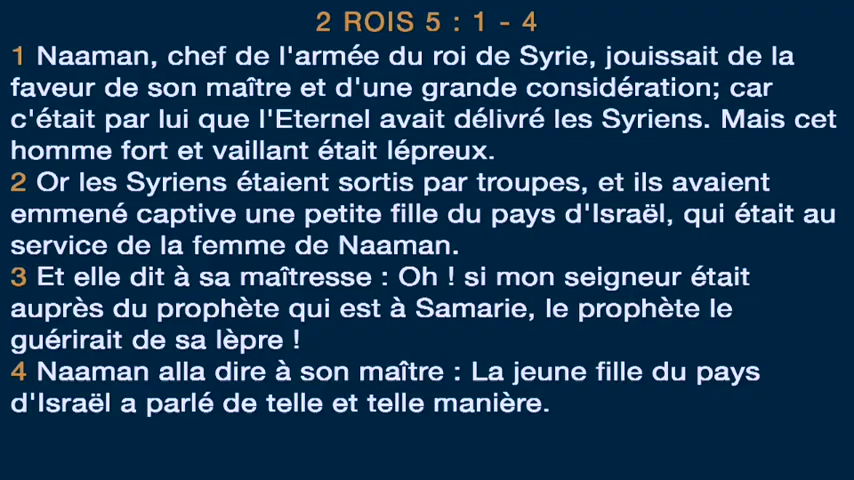 2 ROIS 5 : 1 - 4
1 Naaman, chef de l'armée du roi de Syrie, jouissait de la
faveur de son maître et d'une grande considération; car
c'était par lui que l'Eternel avait délivré les Syriens. Mais cet
homme fort et vaillant était lépreux.
2 Or les Syriens étaient sortis par troupes, et ils avaient
emmené captive une petite fille du pays d'Israël, qui était au
service de la femme de Naaman.
3 Et elle dit à sa maîtresse : Oh ! si mon seigneur était
auprès du prophète qui est à Samarie, le prophète le
guérirait de sa lèpre !
4 Naaman alla dire à son maître : La jeune fille du pays
d'Israël a parlé de telle et telle manière.